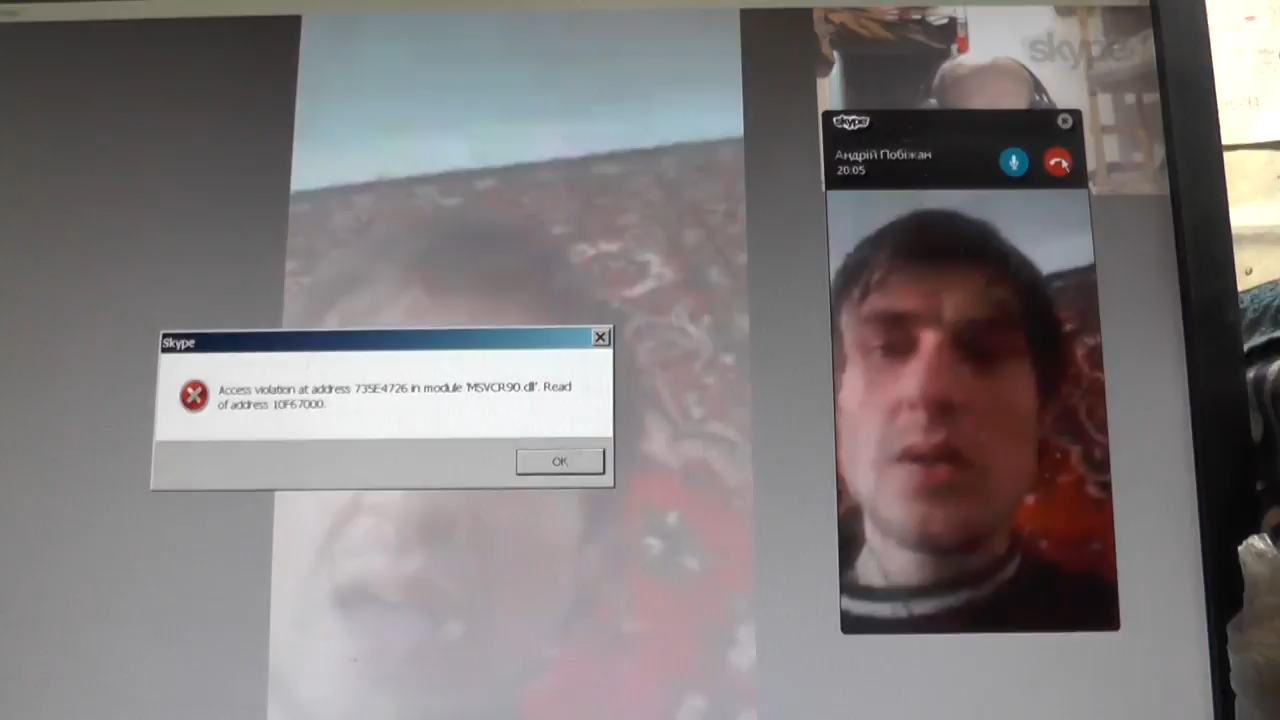 skype
skype
Андрій Побіжан
20:05
Skype
Access violation at address 735E4726 in module 'MSVCR90.dll'. Read
of address 10F67000.
OK